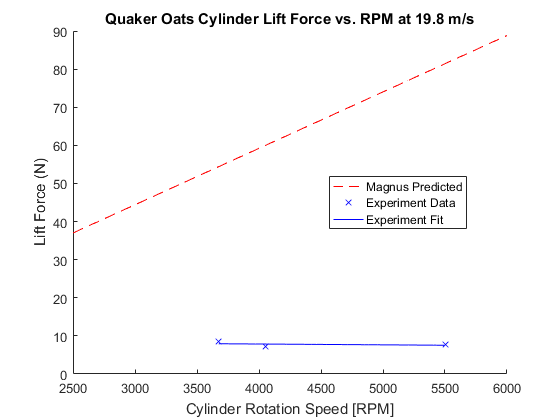 Quaker Oats Cylinder Lift Force vs. RPM at 19.8 m/s
90
80
70
60
50
40
30
20
10
0
Lift Force (N)
Magnus Predicted
Experiment Data
Experiment Fit
2500 3000 3500 4000 4500 5000 5500 6000
Cylinder Rotation Speed [RPM]